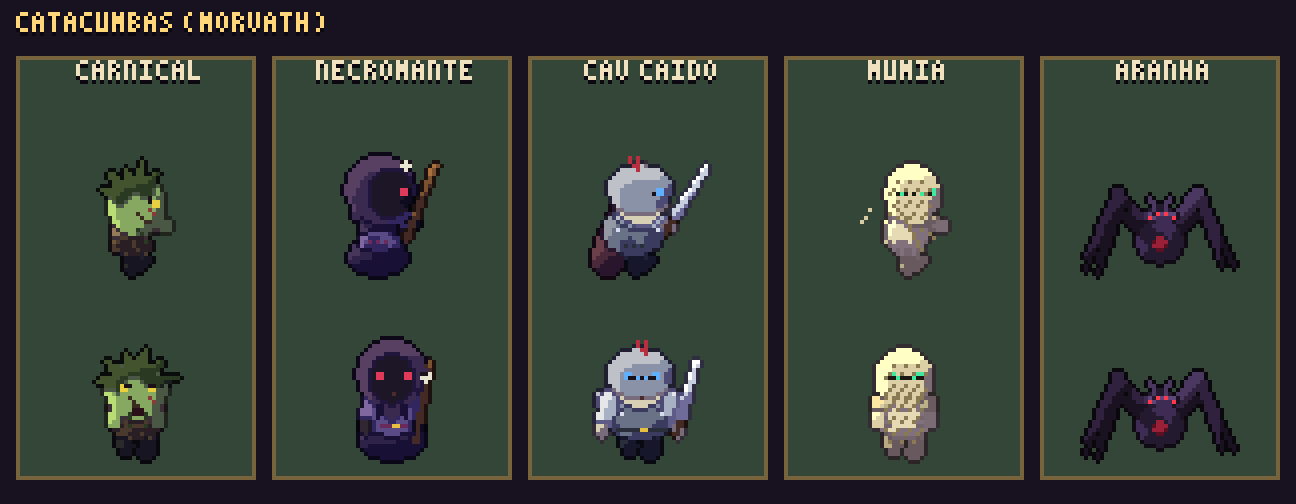 CATACUMBAS (MORVATH)
CARNICAL
NECROMANTE
CAV CAIDO
MUMIA
ARANHA